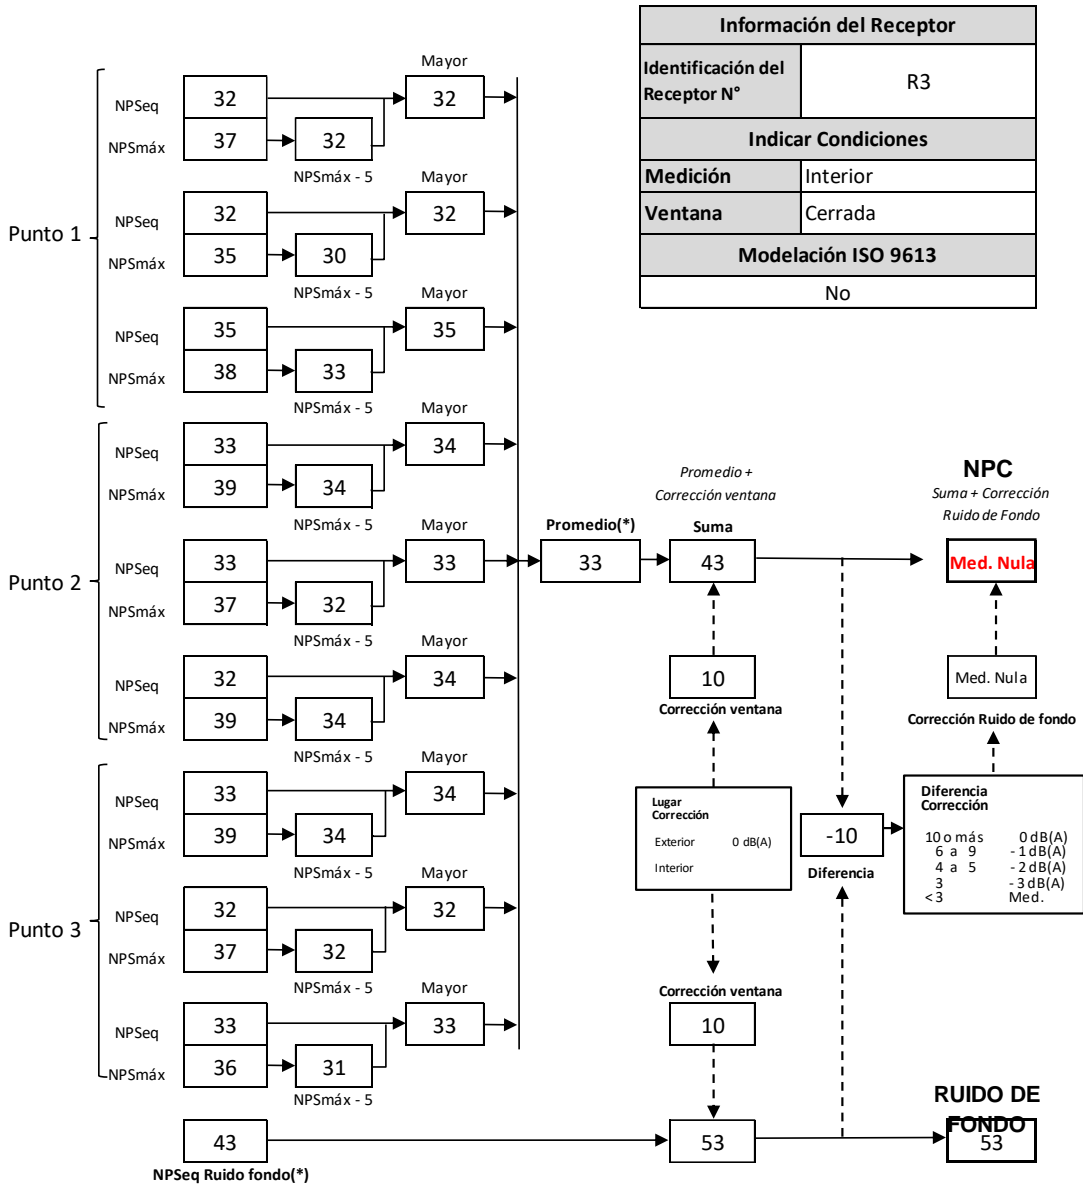 Información del Receptor
Identificación del
Receptor N°
R3
Indicar Condiciones
Medición Interior
Ventana Cerrada
Modelación ISO 9613
No
Punto 1
Mayor
NPSeq 32 32
NPSmáx 37 32
NPSmáx - 5
Mayor
NPSeq 32 32
NPSmáx 35 30
NPSmáx - 5
Mayor
NPSeq 35 35
NPSmáx 38 33
NPSmáx - 5
Punto 2
Mayor
NPSeq 33 34
NPSmáx 39 34
NPSmáx - 5
Mayor
NPSeq 33 33
NPSmáx 37 32
NPSmáx - 5
Mayor
NPSeq 32 34
NPSmáx 39 34
NPSmáx - 5
Punto 3
Mayor
NPSeq 33 34
NPSmáx 39 34
NPSmáx - 5
Mayor
NPSeq 32 32
NPSmáx 37 32
NPSmáx - 5
Mayor
NPSeq 33 33
NPSmáx 36 31
NPSmáx - 5
43
NPSeq Ruido fondo(*)
Promedio(*)
33
Promedio +
Corrección ventana
Suma
43
10
Corrección ventana
Lugar
Corrección
Exterior 0 dB(A)
Interior
Corrección ventana
10
53
-10
Diferencia
NPC
Suma + Corrección
Ruido de Fondo
Med. Nula
Med. Nula
Corrección Ruido de fondo
Diferencia
Corrección
10 o más 0 dB(A)
6 a 9 - 1 dB(A)
4 a 5 - 2 dB(A)
3 - 3 dB(A)
< 3 Med.
RUIDO DE
FONDO
53